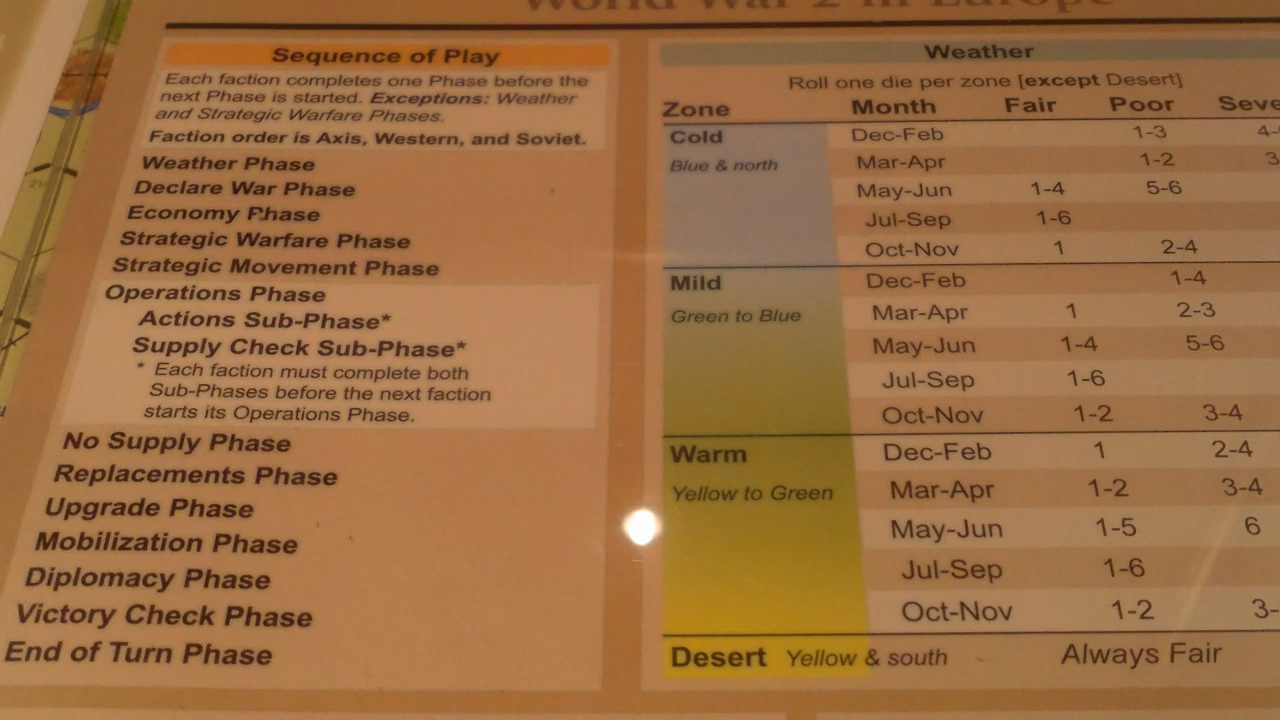 World War 2 in Europe
Sequence of Play
Each faction completes one Phase before the
next Phase is started. Exceptions: Weather
and Strategic Warfare Phases.
Faction order is Axis, Western, and Soviet.
Weather Phase
Declare War Phase
Economy Phase
Strategic Warfare Phase
Strategic Movement Phase
Operations Phase
Actions Sub-Phase*
Supply Check Sub-Phase*
* Each faction must complete both
Sub-Phases before the next faction
starts its Operations Phase.
No Supply Phase
Replacements Phase
Upgrade Phase
Mobilization Phase
Diplomacy Phase
Victory Check Phase
End of Turn Phase
Weather
Roll one die per zone [except Desert]
Zone Month Fair Poor Seve
Cold Dec-Feb 1-3 4-
Blue & north Mar-Apr 1-2 3
May-Jun 1-4 5-6
Jul-Sep 1-6
Oct-Nov 1 2-4
Mild Dec-Feb 1-4
Green to Blue Mar-Apr 1 2-3
May-Jun 1-4 5-6
Jul-Sep 1-6
Oct-Nov 1-2 3-4
Warm Dec-Feb 1 2-4
Yellow to Green Mar-Apr 1-2 3-4
May-Jun 1-5 6
Jul-Sep 1-6
Oct-Nov 1-2 3-
Desert Yellow & south Always Fair